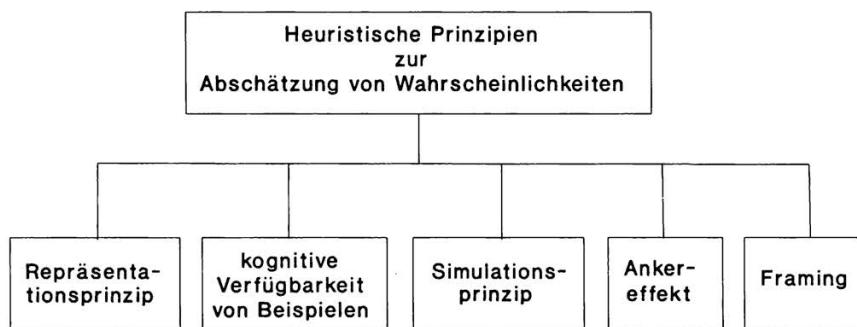 Heuristische Prinzipien
zur
Abschätzung von Wahrscheinlichkeiten
Repräsenta-
tionsprinzip
kognitive
Verfügbarkeit
von Beispielen
Simulations-
prinzip
Anker-
effekt
Framing